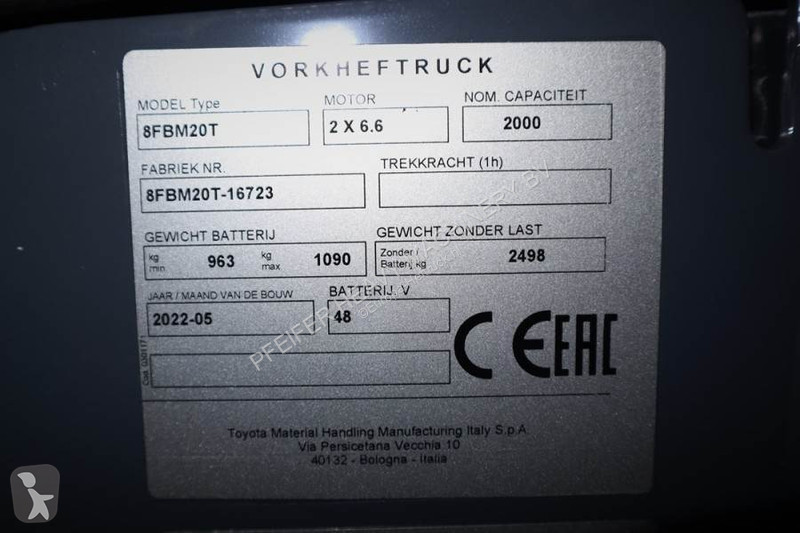 VORKHEFTRUCK
MODEL Type MOTOR NOM. CAPACITEIT
8FBM20T 2 X 6.6 2000
FABRIEK NR. TREKKRACHT (1h)
8FBM20T-16723
GEWICHT BATTERIJ GEWICHT ZONDER LAST
kg min 963 kg max 1090 Zonder / Batterij kg 2498
JAAR / MAAND VAN DE BOUW BATTERIJ. V
2022-05 48
CE EAC
Toyota Material Handling Manufacturing Italy S.p.A.
Via Persicetana Vecchia 10
40132 - Bologna - Italia